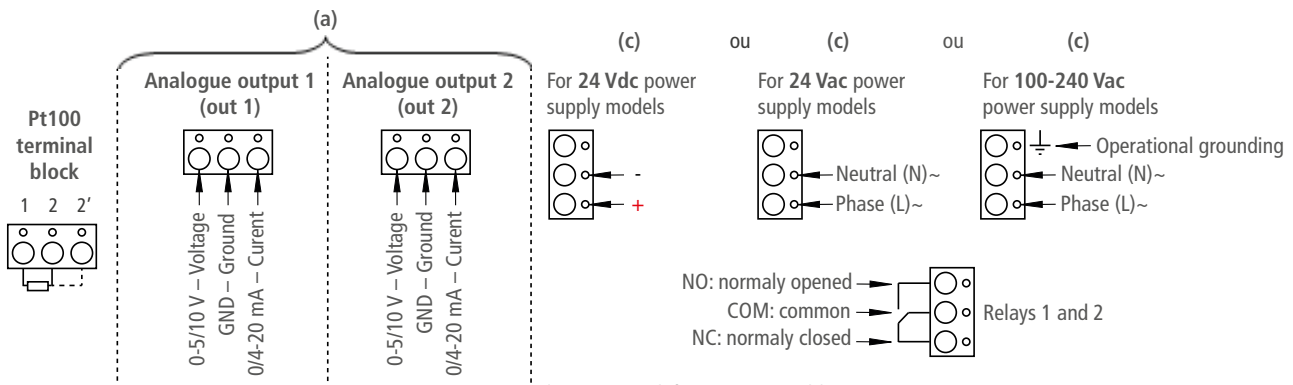 (a)
(c) ou (c) ou (c)
Analogue output 1
(out 1)
Analogue output 2
(out 2)
For 24 Vdc power
supply models
For 24 Vac power
supply models
For 100-240 Vac
power supply models
Pt100
terminal
block
1 2 2'
0-5/10 V – Voltage
GND – Ground
0/4-20 mA – Curent
0-5/10 V – Voltage
GND – Ground
0/4-20 mA – Curent
-
+
Neutral (N)~
Phase (L)~
Operational grounding
Neutral (N)~
Phase (L)~
NO: normaly opened
COM: common
NC: normaly closed
Relays 1 and 2